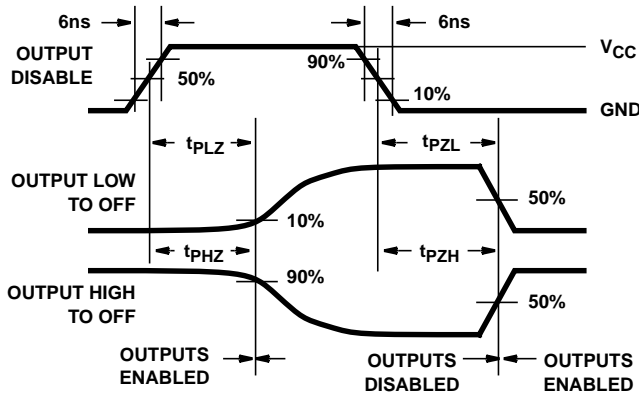 6ns
6ns
OUTPUT
DISABLE
50%
90%
10%
VCC
GND
tPLZ
tPZL
OUTPUT LOW
TO OFF
10%
50%
tPHZ
tPZH
OUTPUT HIGH
TO OFF
90%
50%
OUTPUTS
ENABLED
OUTPUTS
DISABLED
OUTPUTS
ENABLED